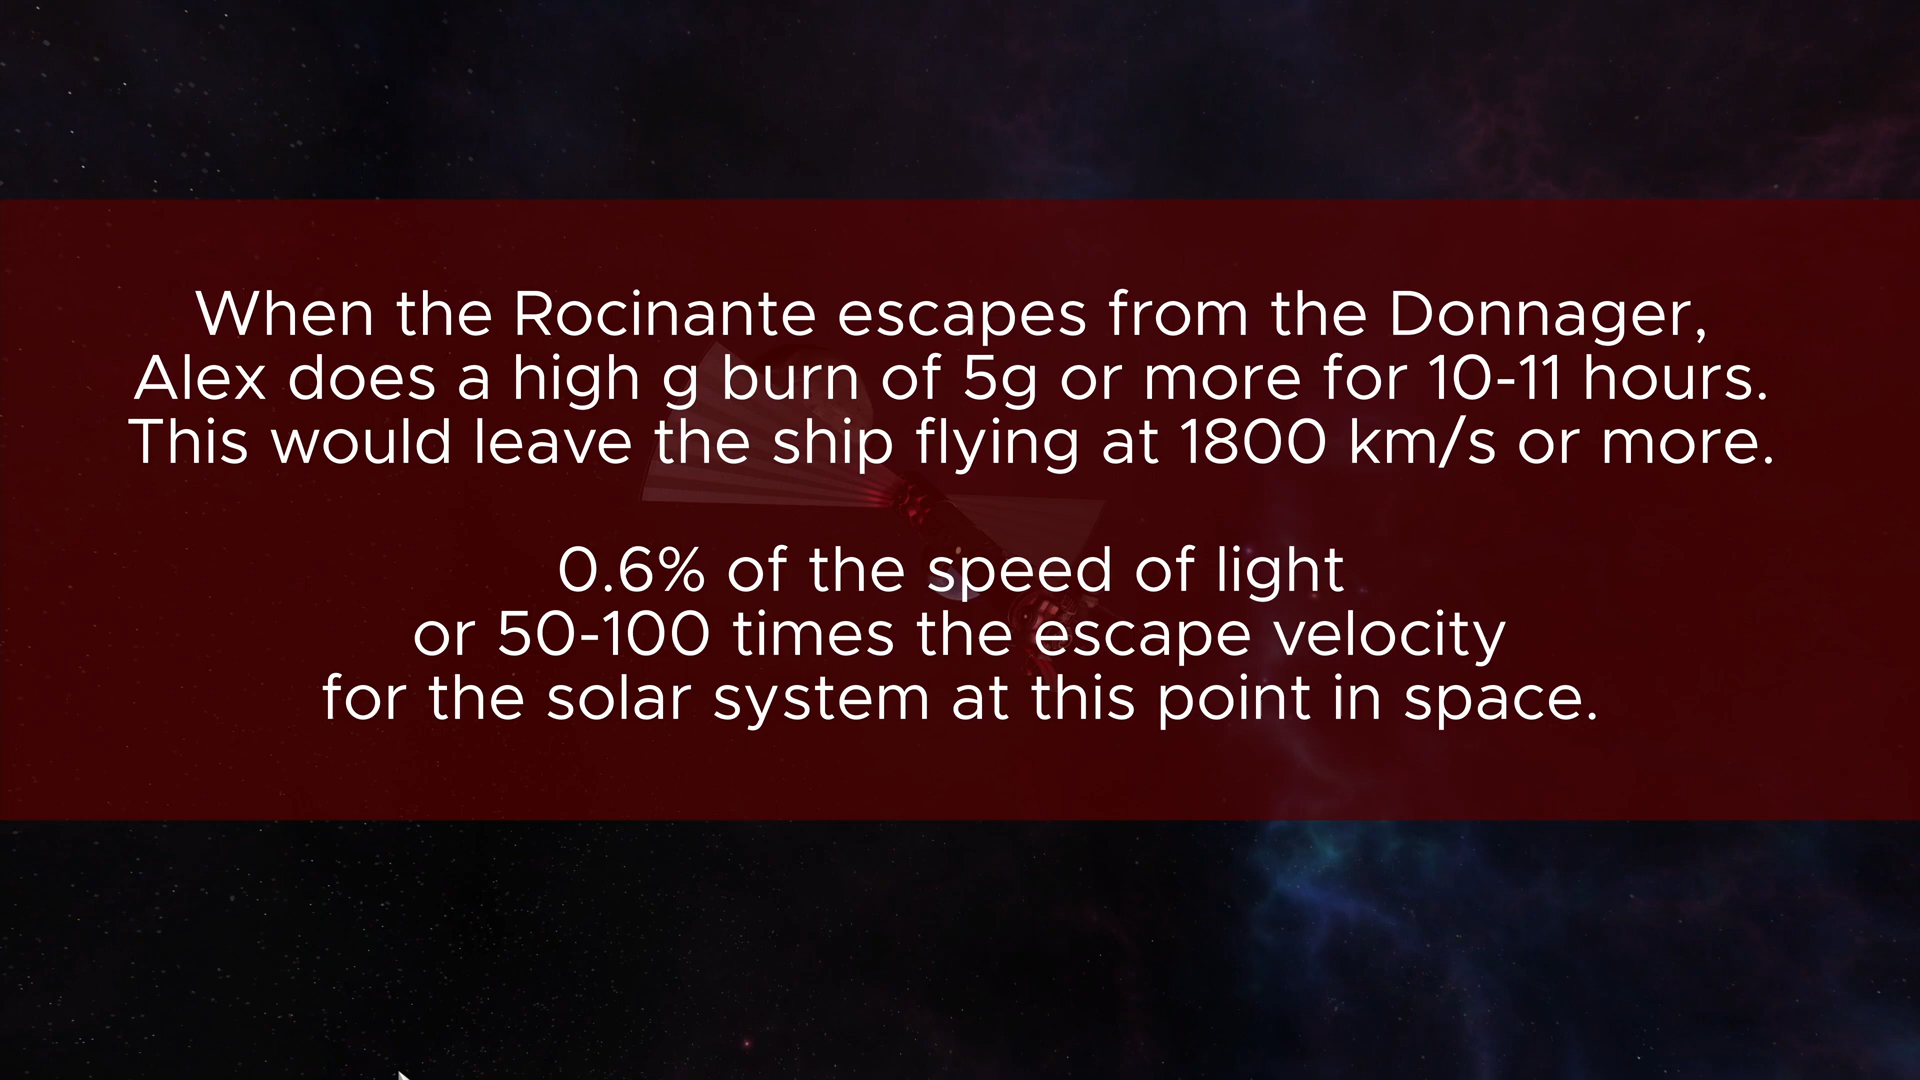 When the Rocinante escapes from the Donnager,
Alex does a high g burn of 5g or more for 10-11 hours.
This would leave the ship flying at 1800 km/s or more.
0.6% of the speed of light
or 50-100 times the escape velocity
for the solar system at this point in space.